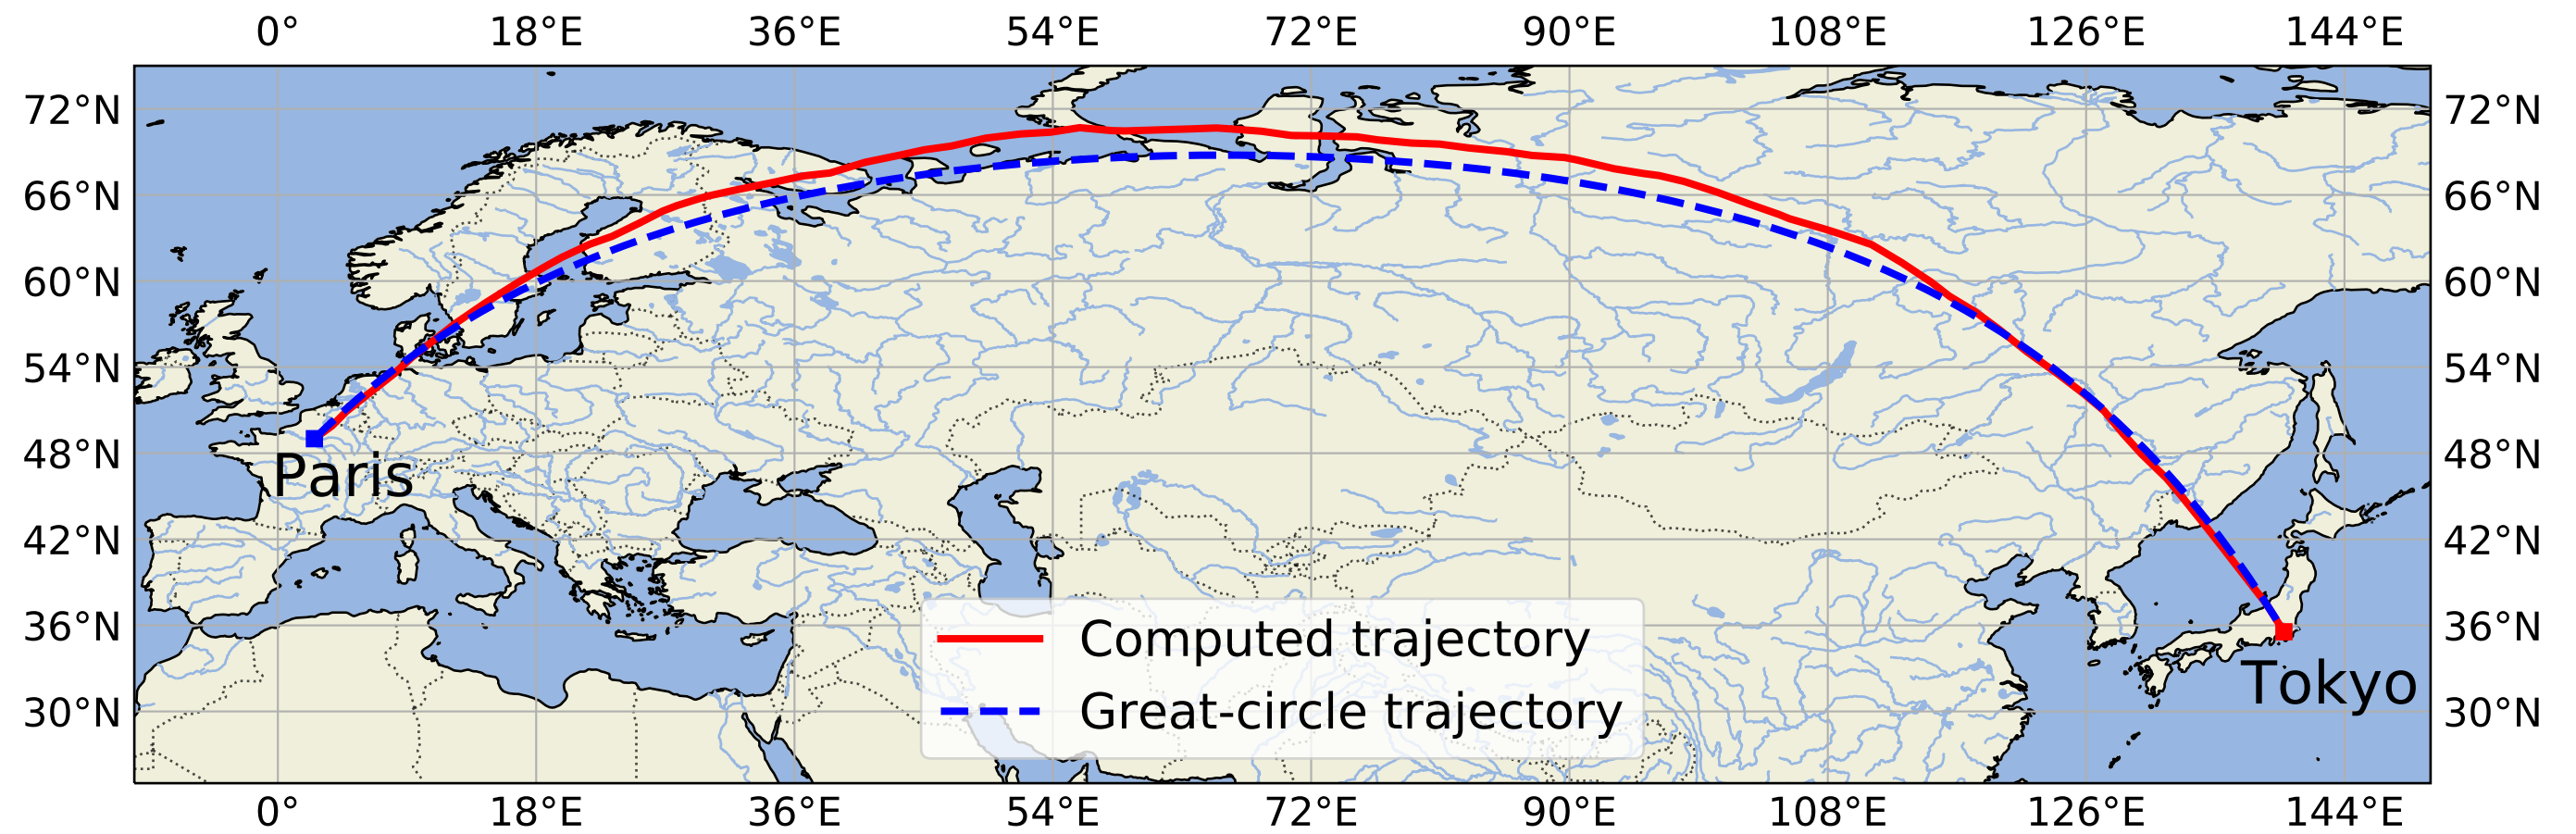 0° 18°E 36°E 54°E 72°E 90°E 108°E 126°E 144°E
72°N 72°N
66°N 66°N
60°N 60°N
54°N 54°N
48°N 48°N
Paris
42°N 42°N
36°N 36°N
Computed trajectory
Tokyo
30°N 30°N
Great-circle trajectory
0° 18°E 36°E 54°E 72°E 90°E 108°E 126°E 144°E